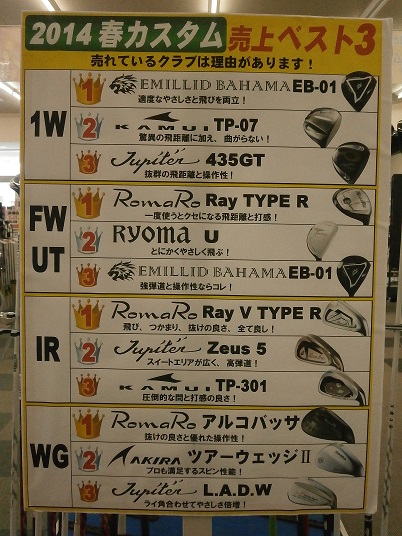 2014 春カスタム 売上ベスト3
売れているクラブは理由があります！
1W
1 EMILLID BAHAMA EB-01
適度なやさしさと飛びを両立！
2 KAMUI TP-07
驚異の飛距離に加え、曲がらない！
3 Jupiter 435GT
抜群の飛距離と操作性！
FW UT
1 RomaRo Ray TYPE R
一度使うとクセになる飛距離と打感！
2 RYOMA U
とにかくやさしく飛ぶ！
3 EMILLID BAHAMA EB-01
強弾道と操作性ならコレ！
IR
1 RomaRo Ray V TYPE R
飛び、つかまり、抜けの良さ、全て良し！
2 Jupiter Zeus 5
スイートエリアが広く、高弾道！
3 KAMUI TP-301
圧倒的な間と打感の良さ！
WG
1 RomaRo アルコバッサ
抜けの良さと優れた操作性！
2 AKIRA ツアーウェッジⅡ
プロも満足するスピン性能！
3 Jupiter L.A.D.W
ライ角合わせてやさしさ倍増！